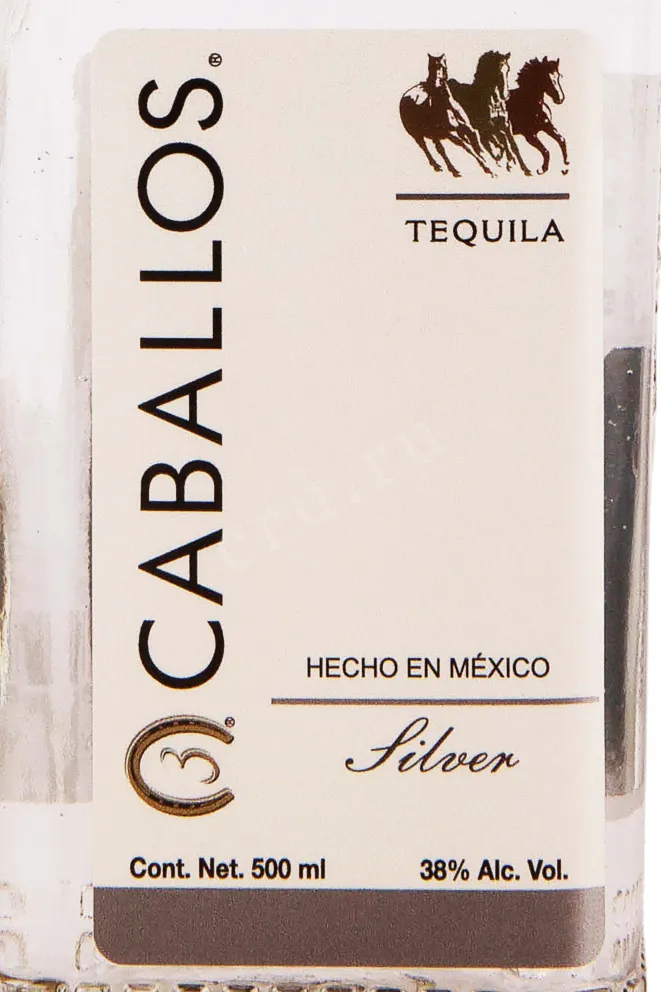 3 CABALLOS.®
®
TEQUILA
HECHO EN MÉXICO
Silver
Cont. Net. 500 ml 38% Alc. Vol.